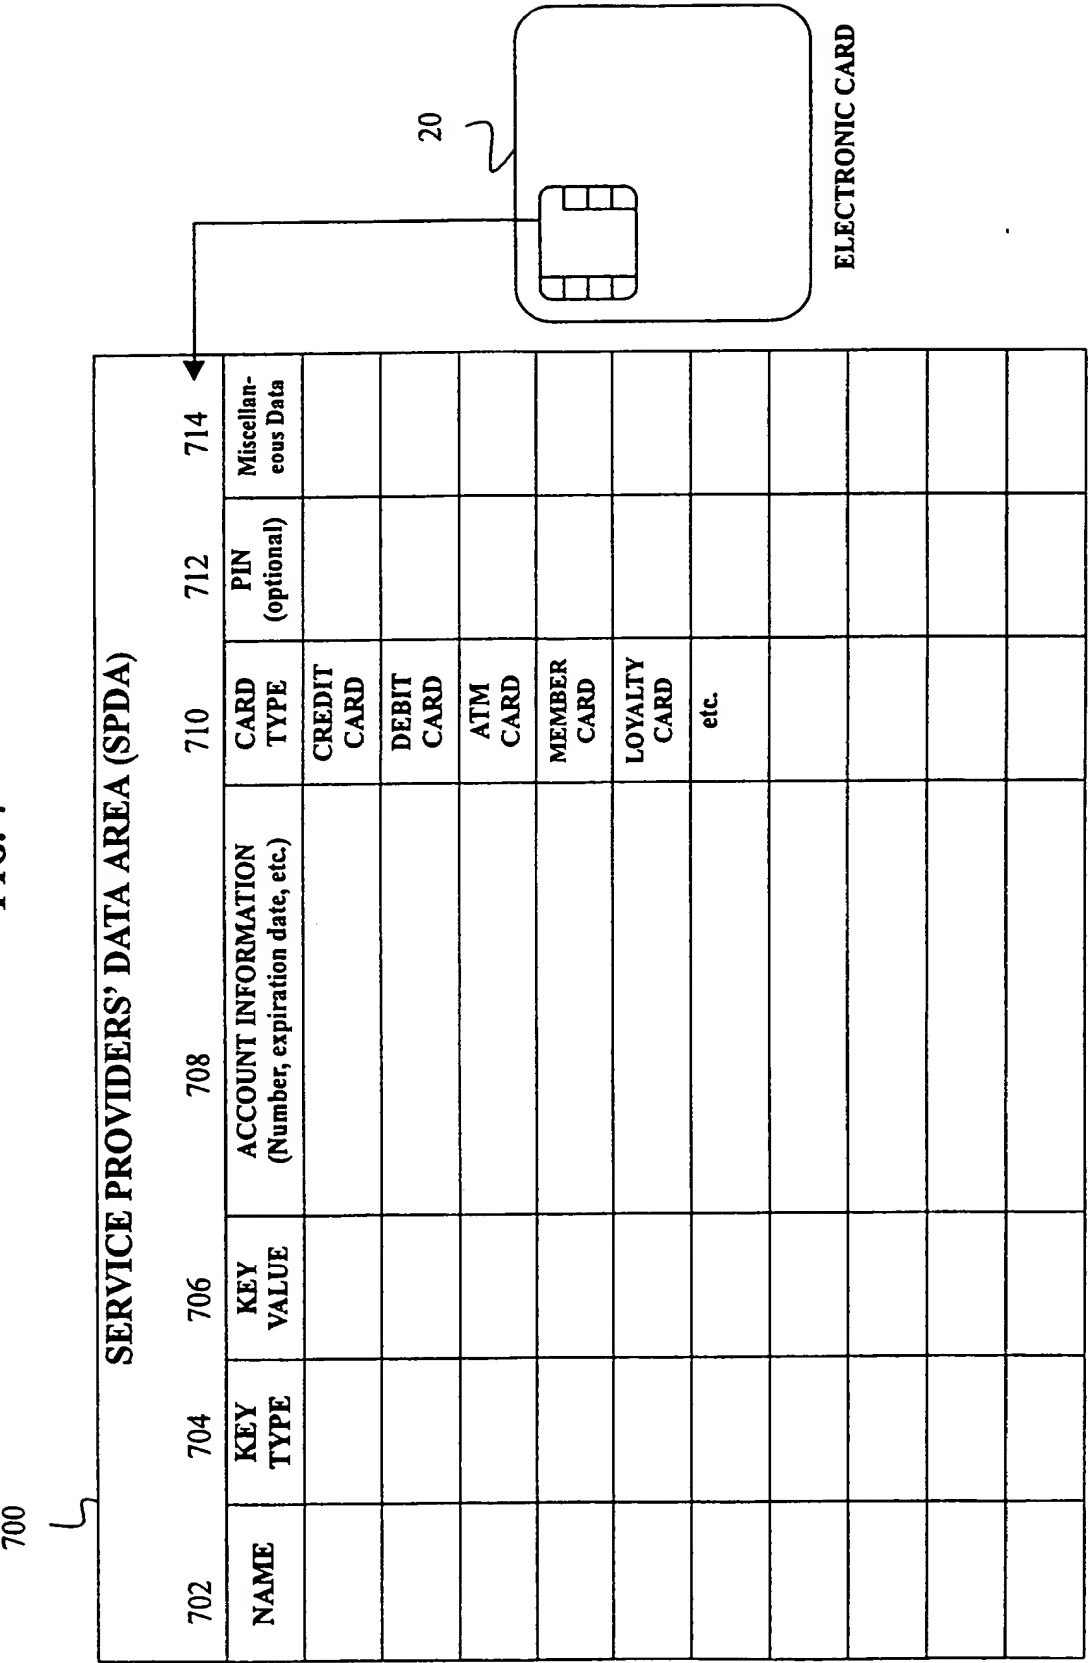 700
SERVICE PROVIDERS’ DATA AREA (SPDA)
702 704 706 708 710 712 714
NAME
KEY
TYPE
KEY
VALUE
ACCOUNT INFORMATION
(Number, expiration date, etc.)
CARD
TYPE
PIN
(optional)
Miscellan-
eous Data
CREDIT
CARD
DEBIT
CARD
ATM
CARD
MEMBER
CARD
LOYALTY
CARD
etc.
20
ELECTRONIC CARD